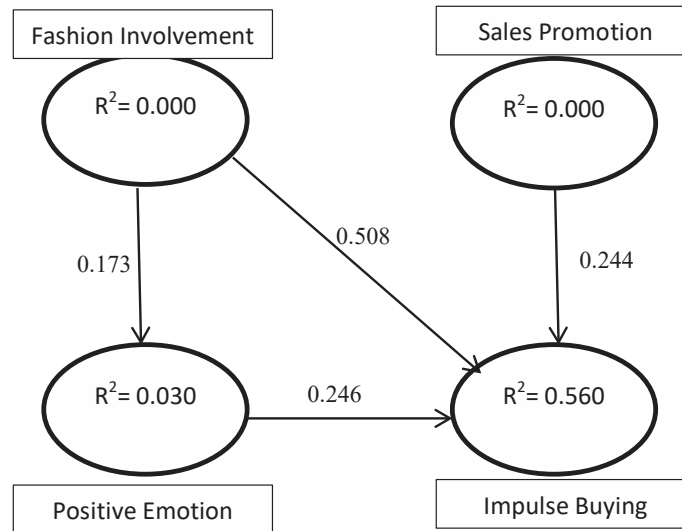 Fashion Involvement
Sales Promotion
R²= 0.000
R²= 0.000
0.508
0.173
0.244
R²= 0.030
0.246
R²= 0.560
Positive Emotion
Impulse Buying